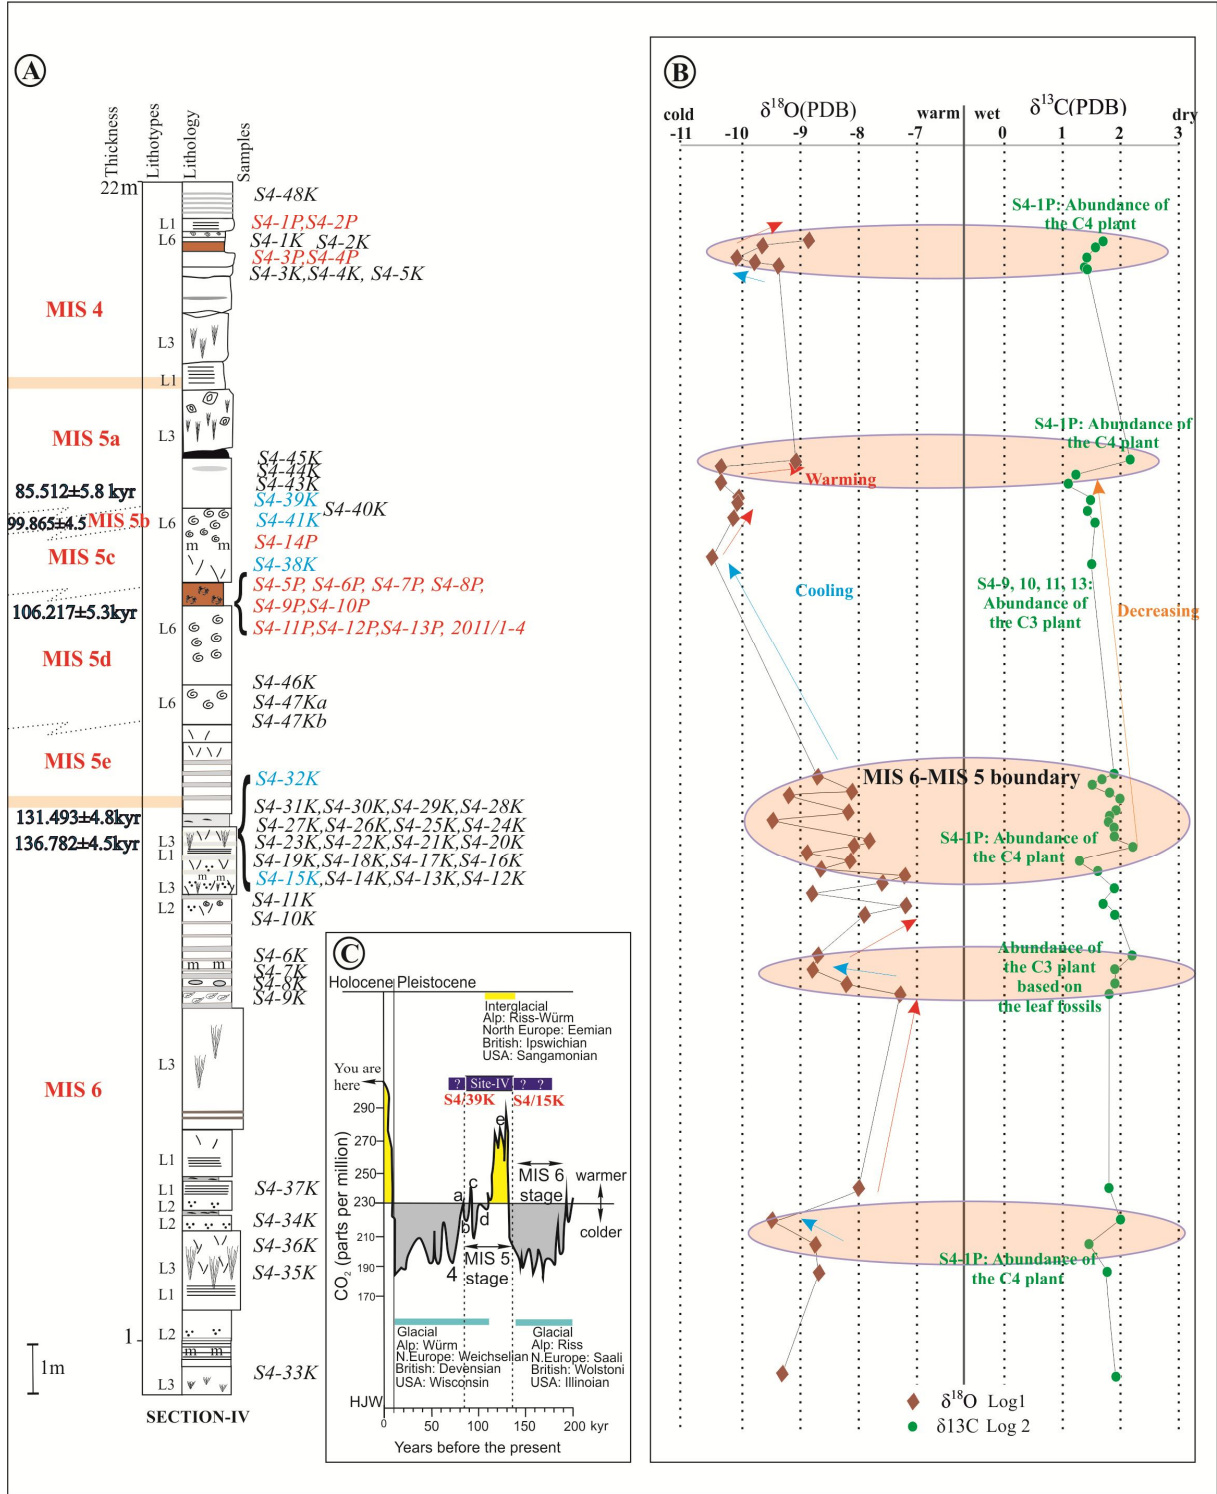 A
Thickness
Lithotypes
Lithology
Samples
22m
S4-48K
L1
S4-1P,S4-2P
L6
S4-1K S4-2K
S4-3P,S4-4P
S4-3K,S4-4K, S4-5K
MIS 4
L3
L1
MIS 5a
L3
S4-45K
S4-44K
S4-43K
85.512±5.8 kyr
S4-39K
S4-40K
99.865±4.5
MIS 5b
L6
S4-41K
m m
S4-14P
MIS 5c
S4-38K
S4-5P, S4-6P, S4-7P, S4-8P,
S4-9P,S4-10P
106.217±5.3kyr
L6
S4-11P,S4-12P,S4-13P, 2011/1-4
MIS 5d
S4-46K
L6
S4-47Ka
S4-47Kb
MIS 5e
S4-32K
S4-31K,S4-30K,S4-29K,S4-28K
131.493±4.8kyr
S4-27K,S4-26K,S4-25K,S4-24K
136.782±4.5kyr
L3
S4-23K,S4-22K,S4-21K,S4-20K
L1
S4-19K,S4-18K,S4-17K,S4-16K
m m
S4-15K,S4-14K,S4-13K,S4-12K
L3
S4-11K
L2
S4-10K
S4-6K
m m
S4-7K
S4-8K
S4-9K
L3
MIS 6
L1
L1
S4-37K
L2
L2
S4-34K
S4-36K
L3
S4-35K
L1
1
L2
m m
1m
S4-33K
L3
SECTION-IV
B
δ18O(PDB)
δ13C(PDB)
cold
warm
wet
dry
-11 -10 -9 -8 -7 0 1 2 3
S4-1P: Abundance of
the C4 plant
S4-1P: Abundance of
the C4 plant
Warming
Cooling
S4-9, 10, 11, 13:
Abundance of
the C3 plant
Decreasing
MIS 6-MIS 5 boundary
S4-1P: Abundance of
the C4 plant
Abundance of
the C3 plant
based on
the leaf fossils
S4-1P: Abundance of
the C4 plant
δ18O Log1
δ13C Log 2
C
Holocene Pleistocene
Interglacial
Alp: Riss-Würm
North Europe: Eemian
British: Ipswichian
USA: Sangamonian
You are
here
? Site-IV ? ?
S4/39K
S4/15K
290
270
250
230
210
190
170
CO2 (parts per million)
a
b
c
d
e
4
MIS 6
stage
MIS 5
stage
warmer
colder
Glacial
Alp: Würm
N.Europe: Weichselian
British: Devensian
USA: Wisconsin
Glacial
Alp: Riss
N.Europe: Saali
British: Wolstoni
USA: Illinoian
HJW
0 50 100 150 200 kyr
Years before the present